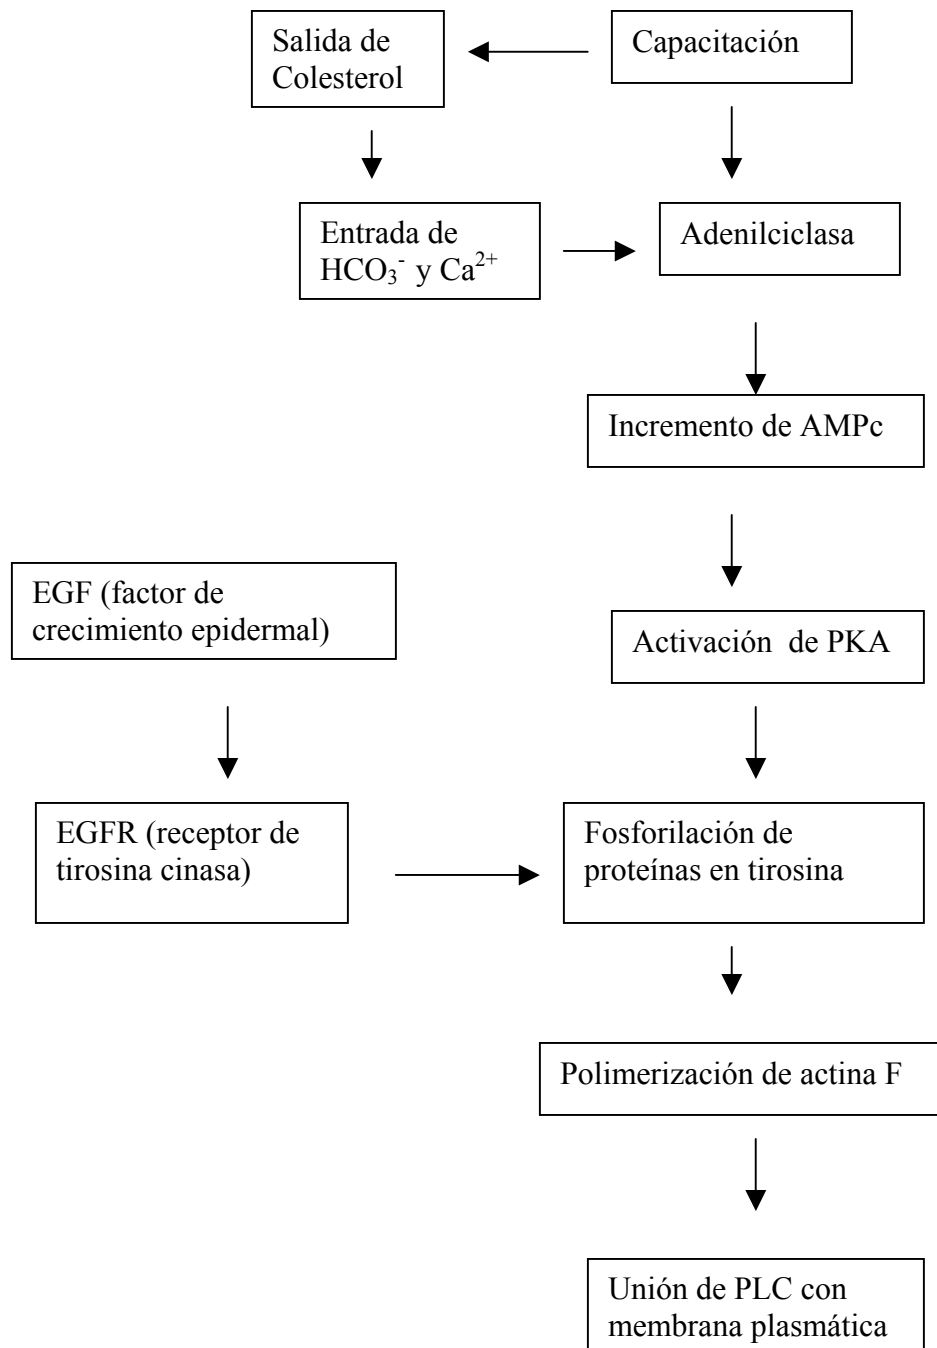 Salida de
Colesterol
Capacitación
Entrada de
HCO₃⁻ y Ca²⁺
Adenilciclasa
Incremento de AMPc
EGF (factor de
crecimiento epidermal)
Activación de PKA
EGFR (receptor de
tirosina cinasa)
Fosforilación de
proteínas en tirosina
Polimerización de actina F
Unión de PLC con
membrana plasmática